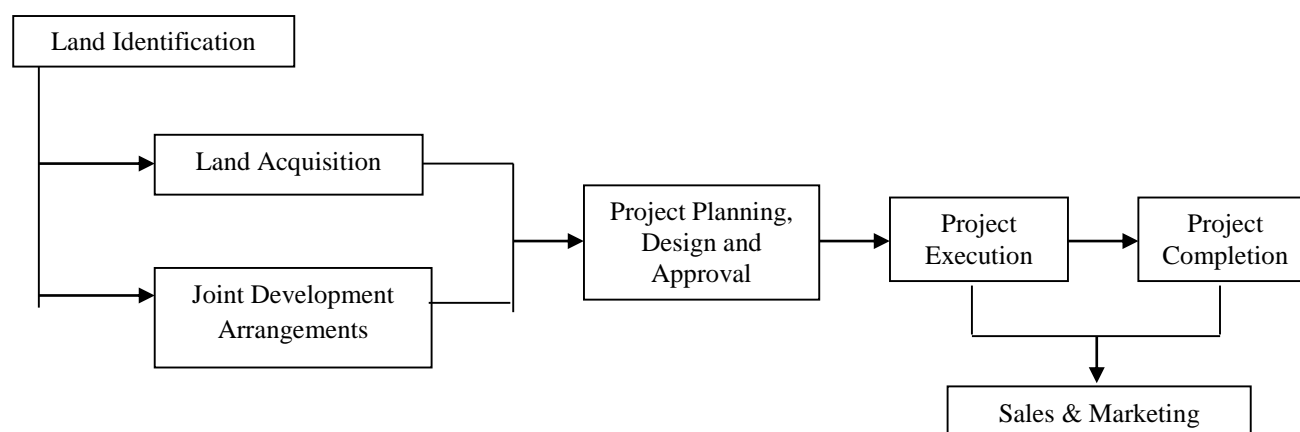 Land Identification
Land Acquisition
Joint Development
Arrangements
Project Planning,
Design and
Approval
Project
Execution
Project
Completion
Sales & Marketing